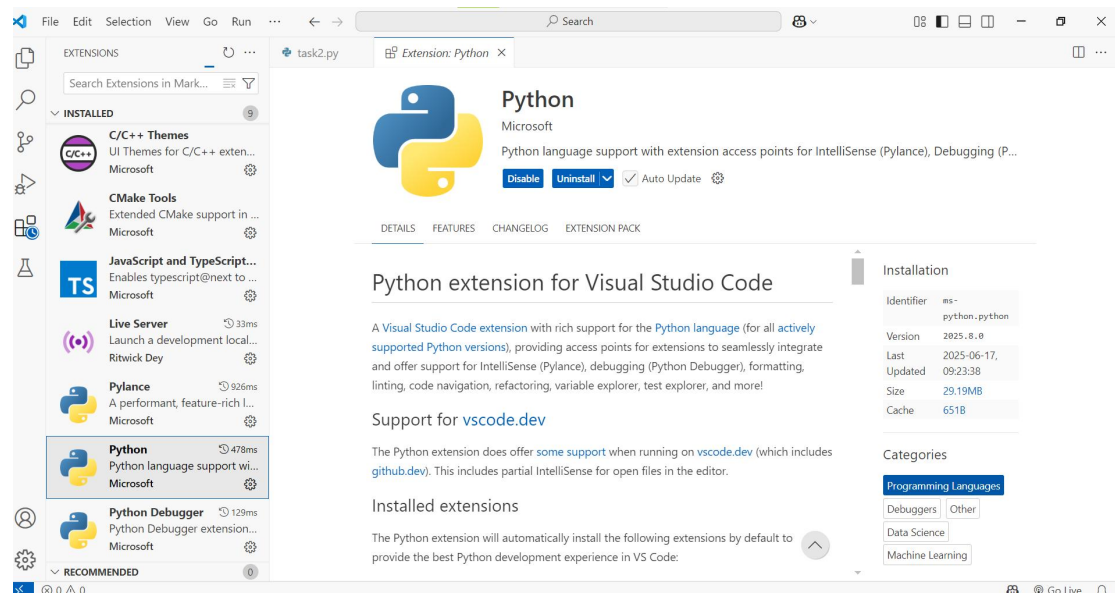 File Edit Selection View Go Run ··· Search
EXTENSIONS
Search Extensions in Mark...
INSTALLED 9
C/C++
C/C++ Themes
UI Themes for C/C++ exten...
Microsoft
CMake Tools
Extended CMake support in ...
Microsoft
TS
JavaScript and TypeScript...
Enables typescript@next to ...
Microsoft
Live Server 33ms
Launch a development local...
Ritwick Dey
Pylance 926ms
A performant, feature-rich l...
Microsoft
Python 478ms
Python language support wi...
Microsoft
Python Debugger 129ms
Python Debugger extension...
Microsoft
RECOMMENDED 0
task2.py Extension: Python
Python
Microsoft
Python language support with extension access points for IntelliSense (Pylance), Debugging (P...
Disable Uninstall Auto Update
DETAILS FEATURES CHANGELOG EXTENSION PACK
Python extension for Visual Studio Code
A Visual Studio Code extension with rich support for the Python language (for all actively
supported Python versions), providing access points for extensions to seamlessly integrate
and offer support for IntelliSense (Pylance), debugging (Python Debugger), formatting,
linting, code navigation, refactoring, variable explorer, test explorer, and more!
Support for vscode.dev
The Python extension does offer some support when running on vscode.dev (which includes
github.dev). This includes partial IntelliSense for open files in the editor.
Installed extensions
The Python extension will automatically install the following extensions by default to
provide the best Python development experience in VS Code:
Installation
Identifier ms-
python.python
Version 2025.8.0
Last 2025-06-17,
Updated 09:23:38
Size 29.19MB
Cache 651B
Categories
Programming Languages
Debuggers Other
Data Science
Machine Learning
0 0 Go Live